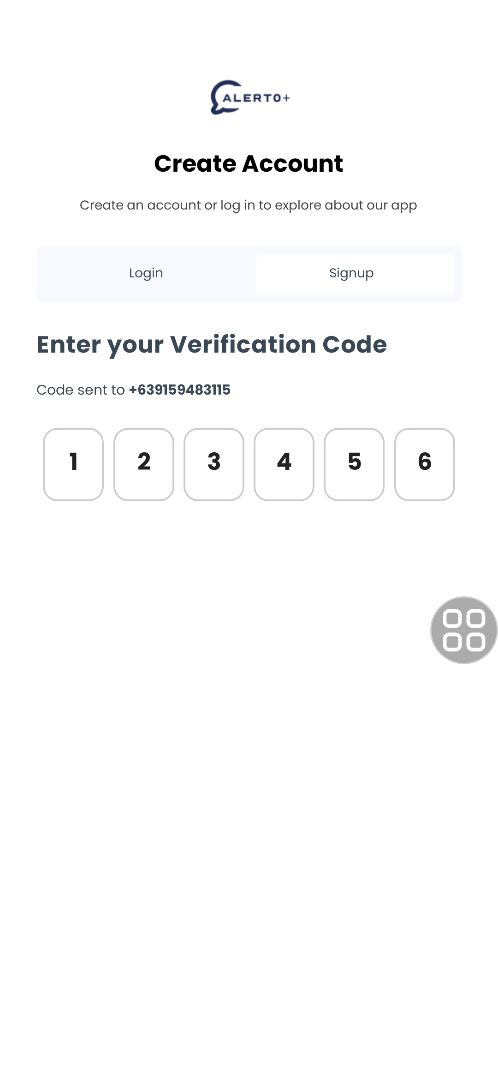 ALERTO+
Create Account
Create an account or log in to explore about our app
Login Signup
Enter your Verification Code
Code sent to +639159483115
1 2 3 4 5 6